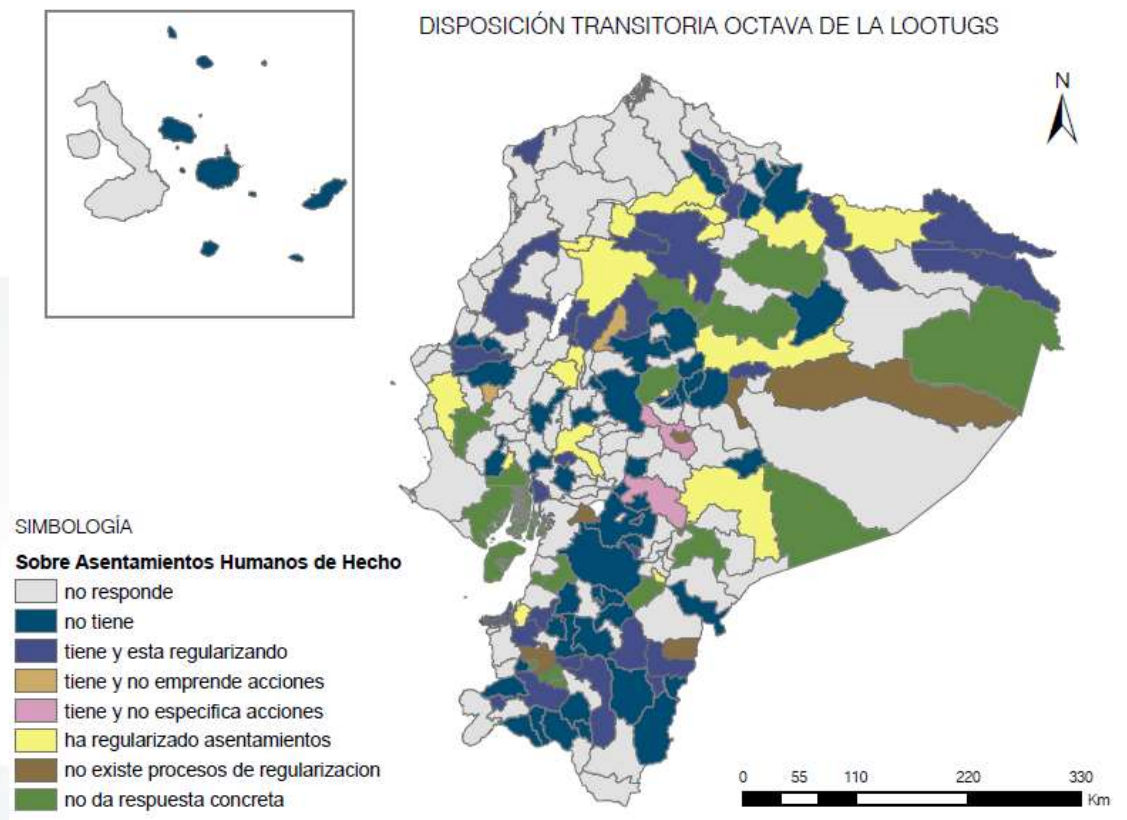 DISPOSICIÓN TRANSITORIA OCTAVA DE LA LOOTUGS
N
SIMBOLOGÍA
Sobre Asentamientos Humanos de Hecho
no responde
no tiene
tiene y esta regularizando
tiene y no emprende acciones
tiene y no especifica acciones
ha regularizado asentamientos
no existe procesos de regularizacion
no da respuesta concreta
0 55 110 220 330
Km